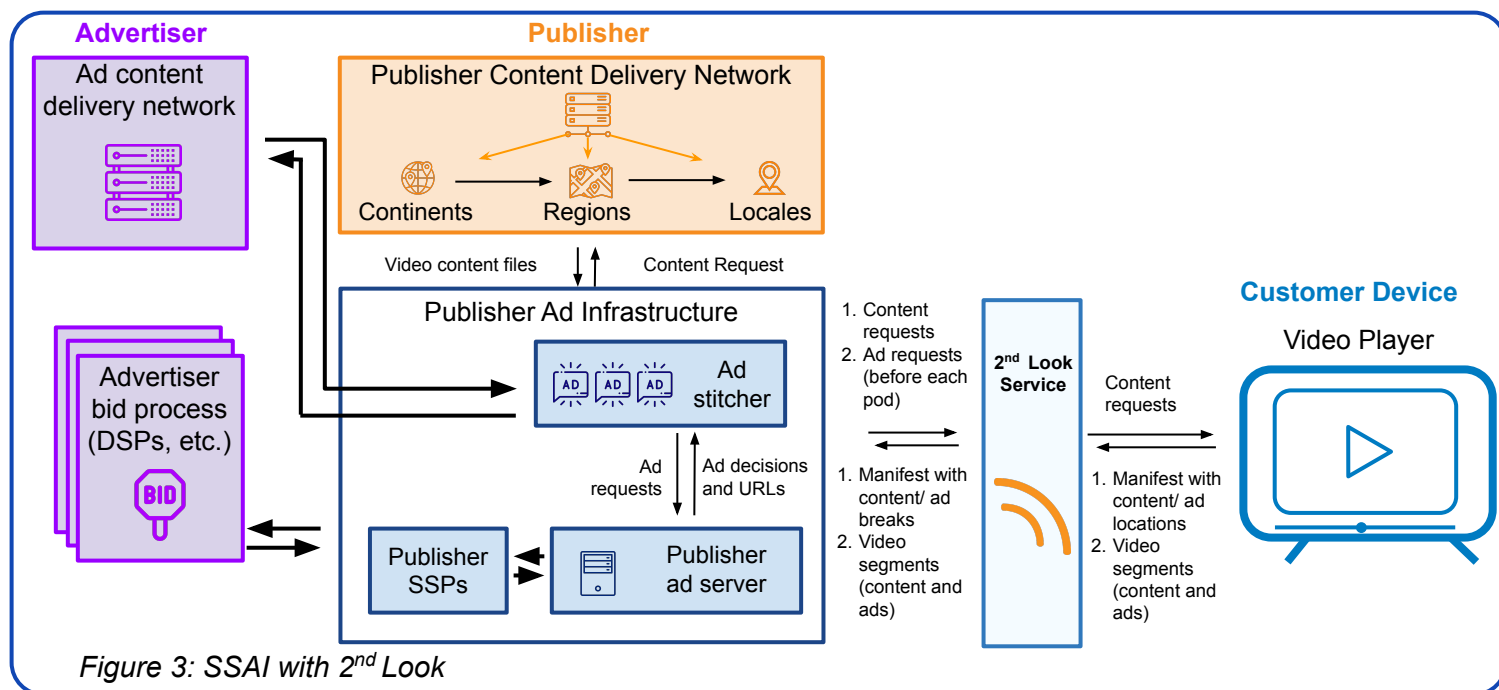 Advertiser
Ad content
delivery network
Publisher
Publisher Content Delivery Network
Continents
Regions
Locales
Video content files
Content Request
Publisher Ad Infrastructure
AD
AD
AD
Ad
stitcher
Ad
requests
Ad decisions
and URLs
Publisher
SSPs
Publisher
ad server
Advertiser
bid process
(DSPs, etc.)
BID
1. Content
requests
2. Ad requests
(before each
pod)
1. Manifest with
content/ ad
breaks
2. Video
segments
(content and
ads)
2nd Look
Service
Content
requests
1. Manifest with
content/ ad
locations
2. Video
segments
(content and
ads)
Customer Device
Video Player
Figure 3: SSAI with 2nd Look